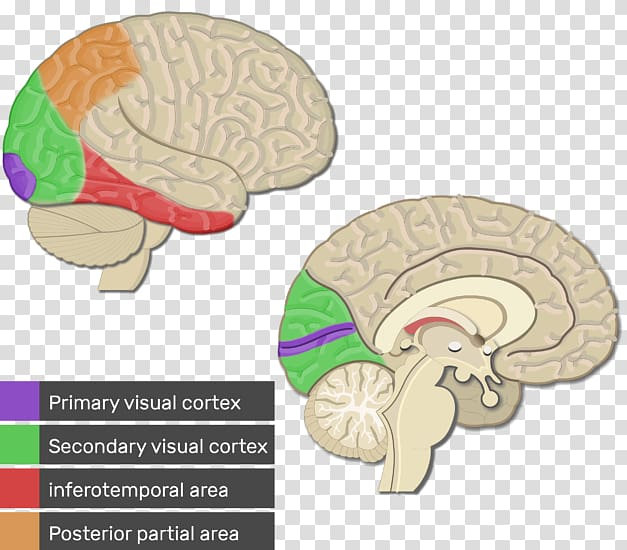 Primary visual cortex
Secondary visual cortex
inferotemporal area
Posterior partial area